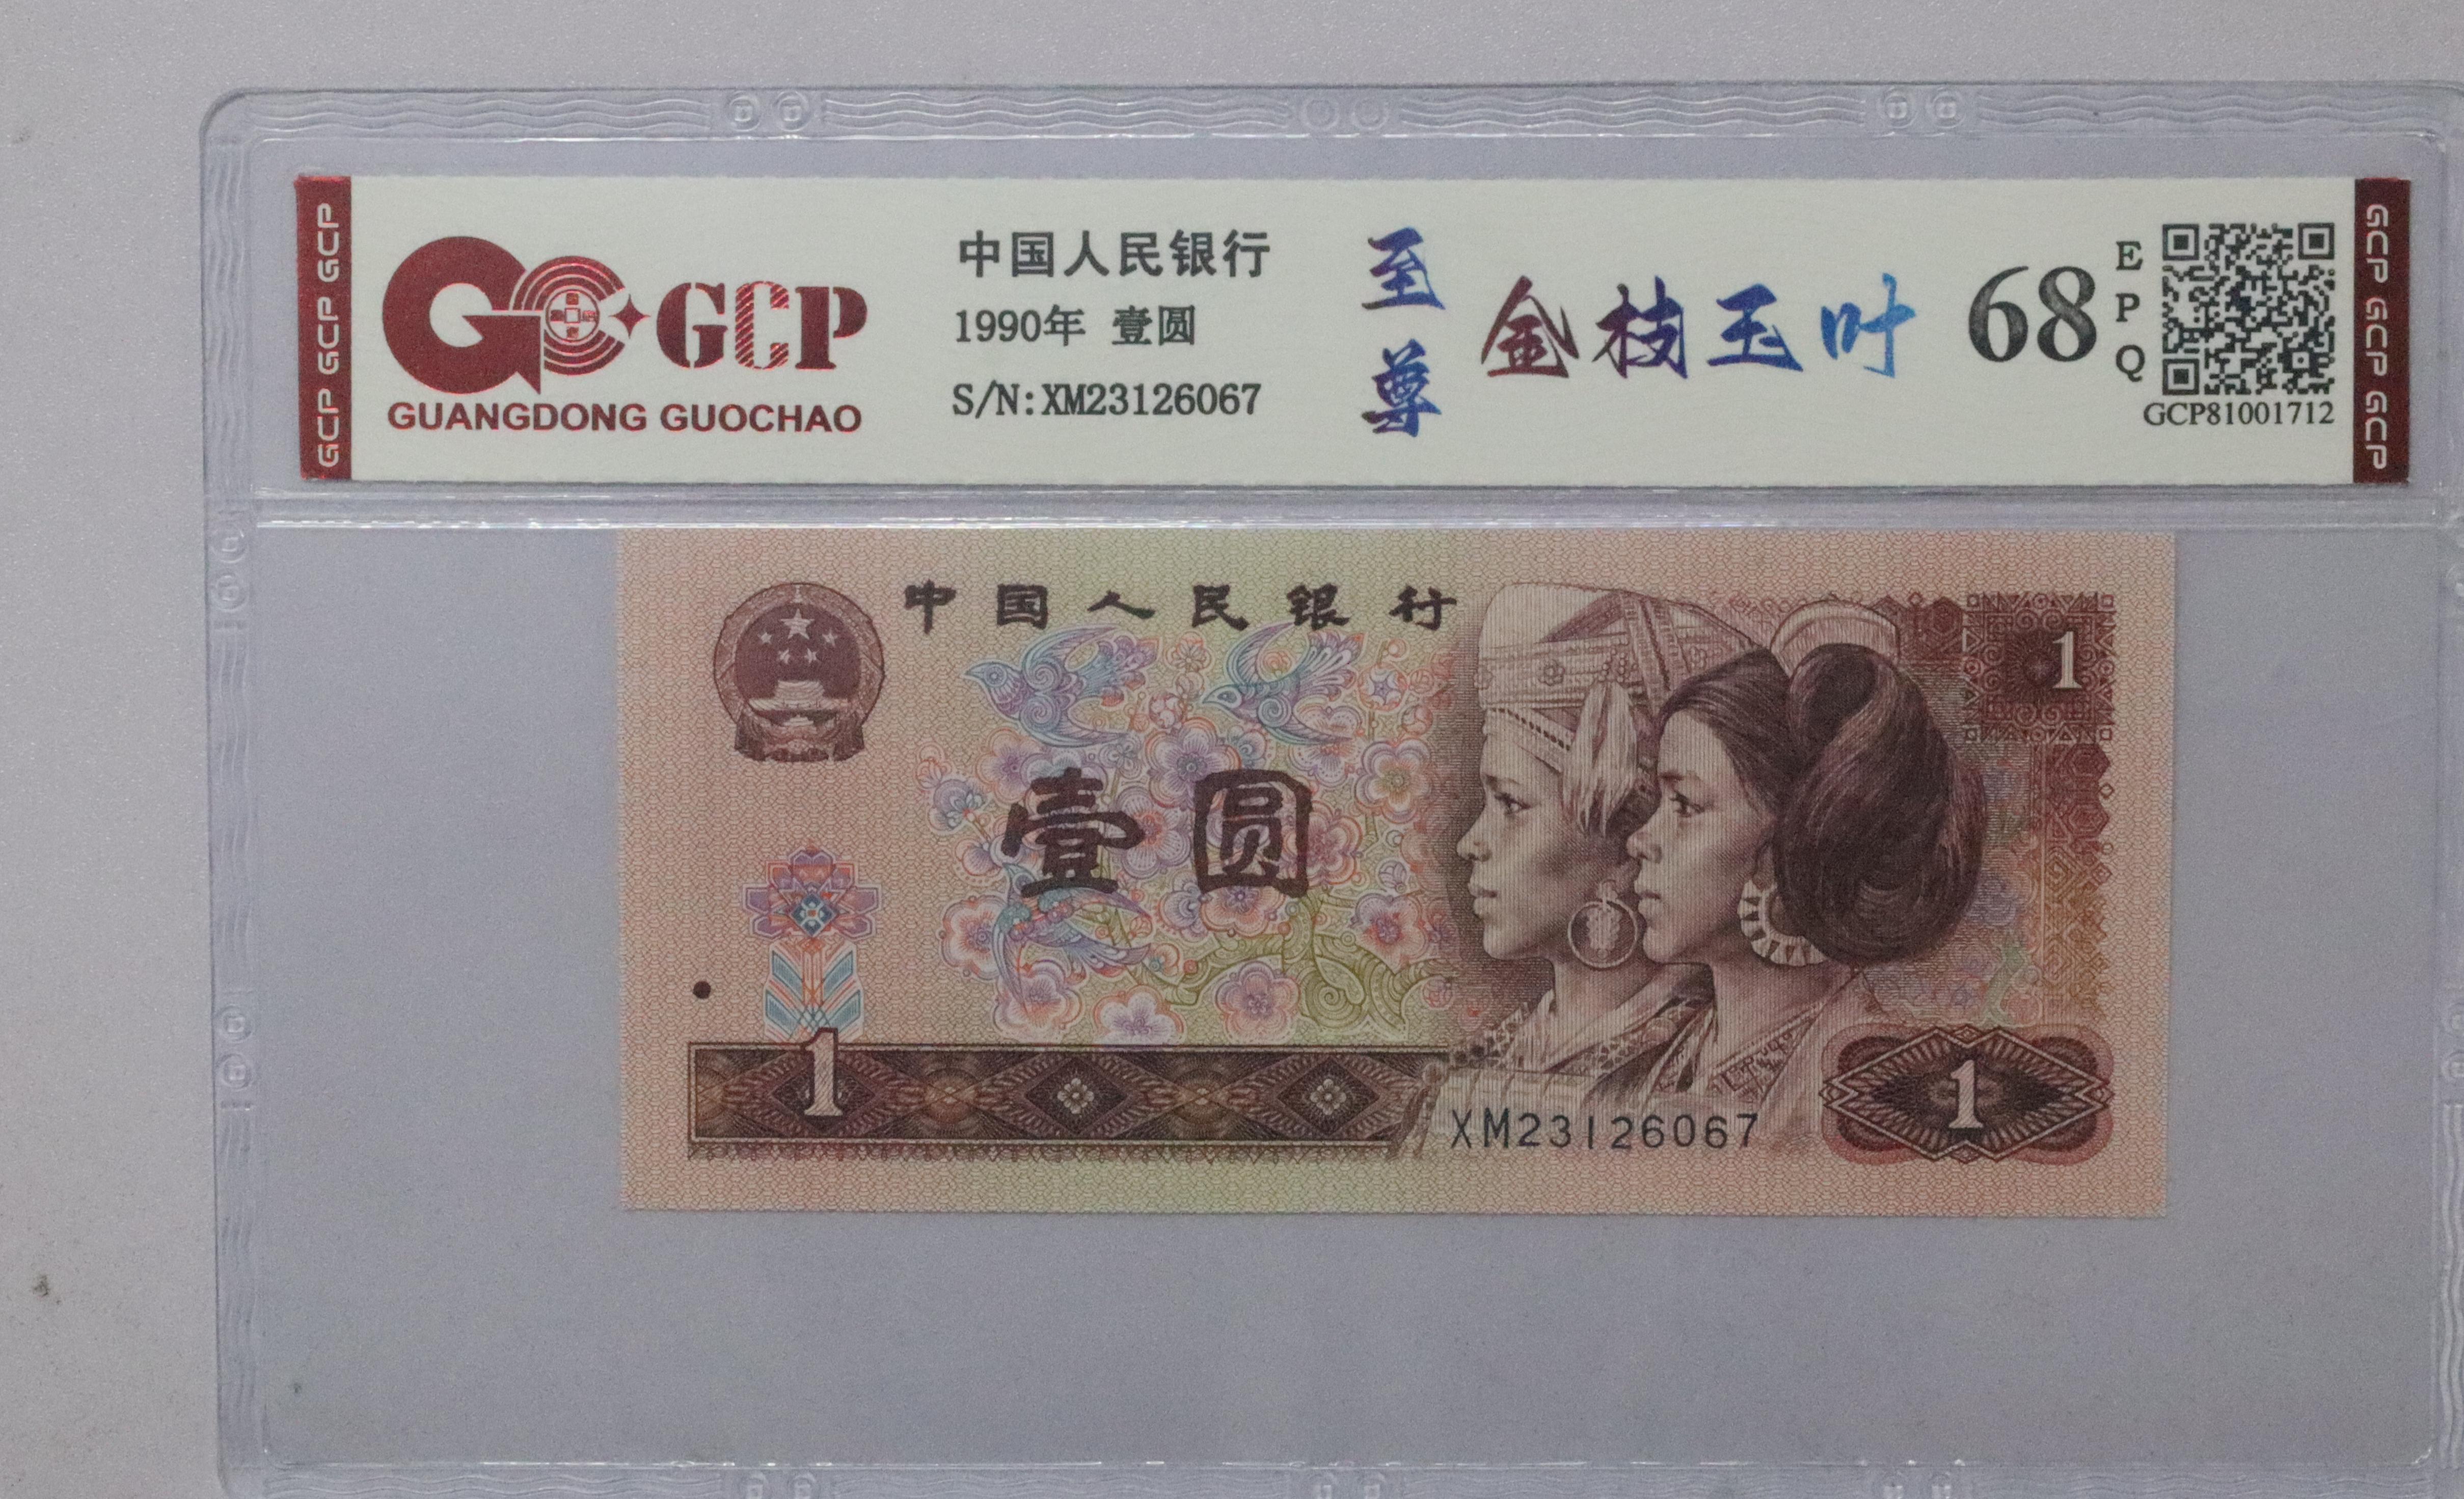 GCP GCP GCP
GCP
GUANGDONG GUOCHAO
中国人民银行
1990年 壹圆
S/N:XM23126067
至尊
金枝玉叶
68
EPQ
GCP81001712
GCP GCP GCP
中国人民银行
1
壹圆
1
1
XM23126067